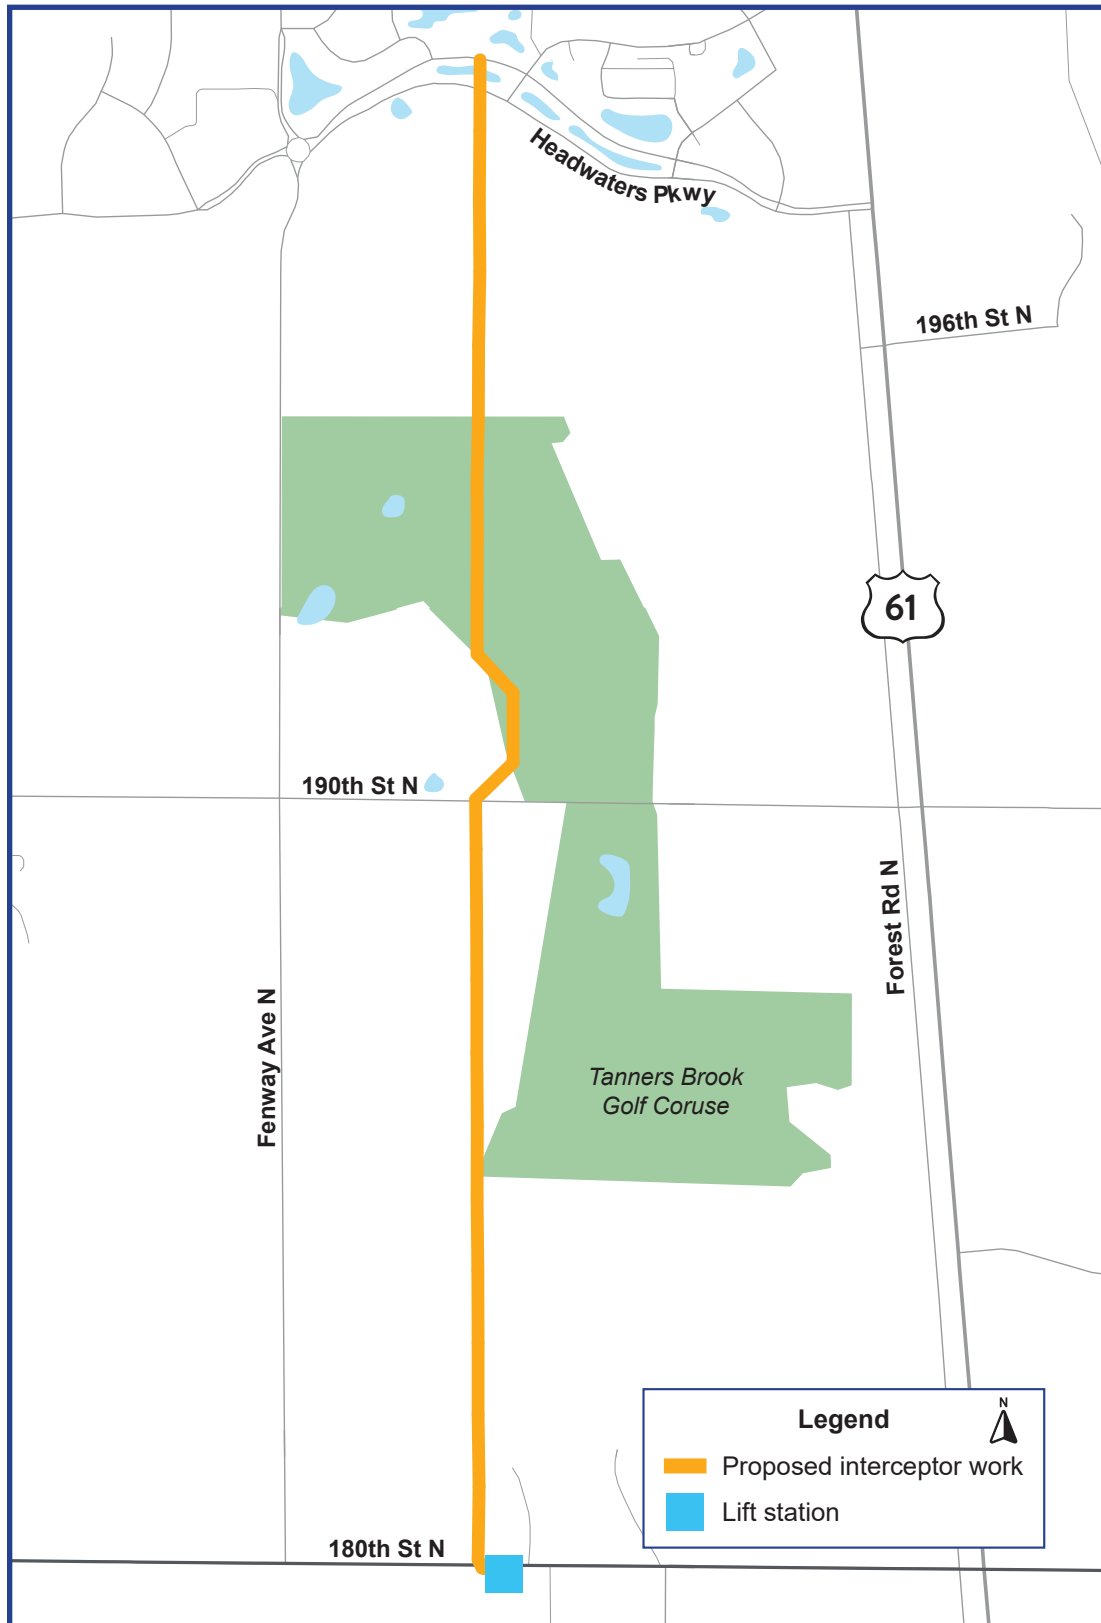 Headwaters Pkwy
196th St N
61
190th St N
Forest Rd N
Fenway Ave N
Tanners Brook
Golf Coruse
Legend
N
Proposed interceptor work
Lift station
180th St N